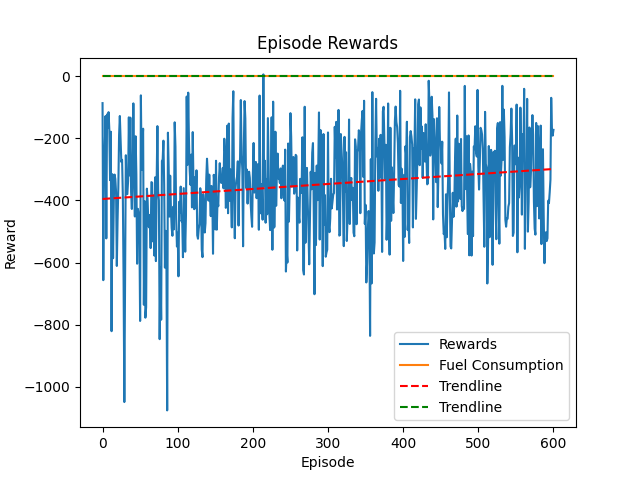 Episode Rewards
0
−200
−400
−600
−800
−1000
Reward
0
100
200
300
400
500
600
Episode
Rewards
Fuel Consumption
Trendline
Trendline